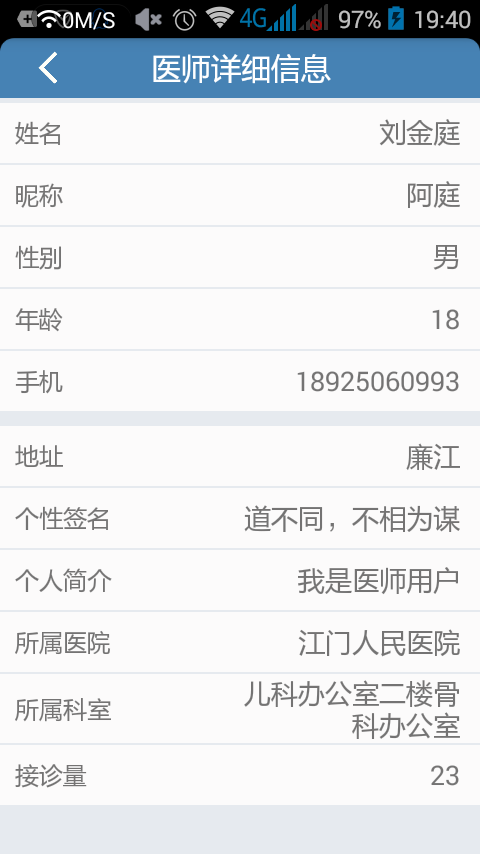 0M/S 4G 97% 19:40
医师详细信息
姓名 刘金庭
昵称 阿庭
性别 男
年龄 18
手机 18925060993
地址 廉江
个性签名 道不同，不相为谋
个人简介 我是医师用户
所属医院 江门人民医院
所属科室 儿科办公室二楼骨
科办公室
接诊量 23